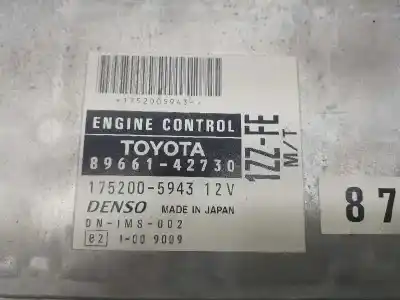 *1752005943*
ENGINE CONTROL
TOYOTA
89661-42730
175200-5943 12V
DENSO MADE IN JAPAN
DN-IMS-002
02 1-00 9009
1ZZ-FE
M/T
87